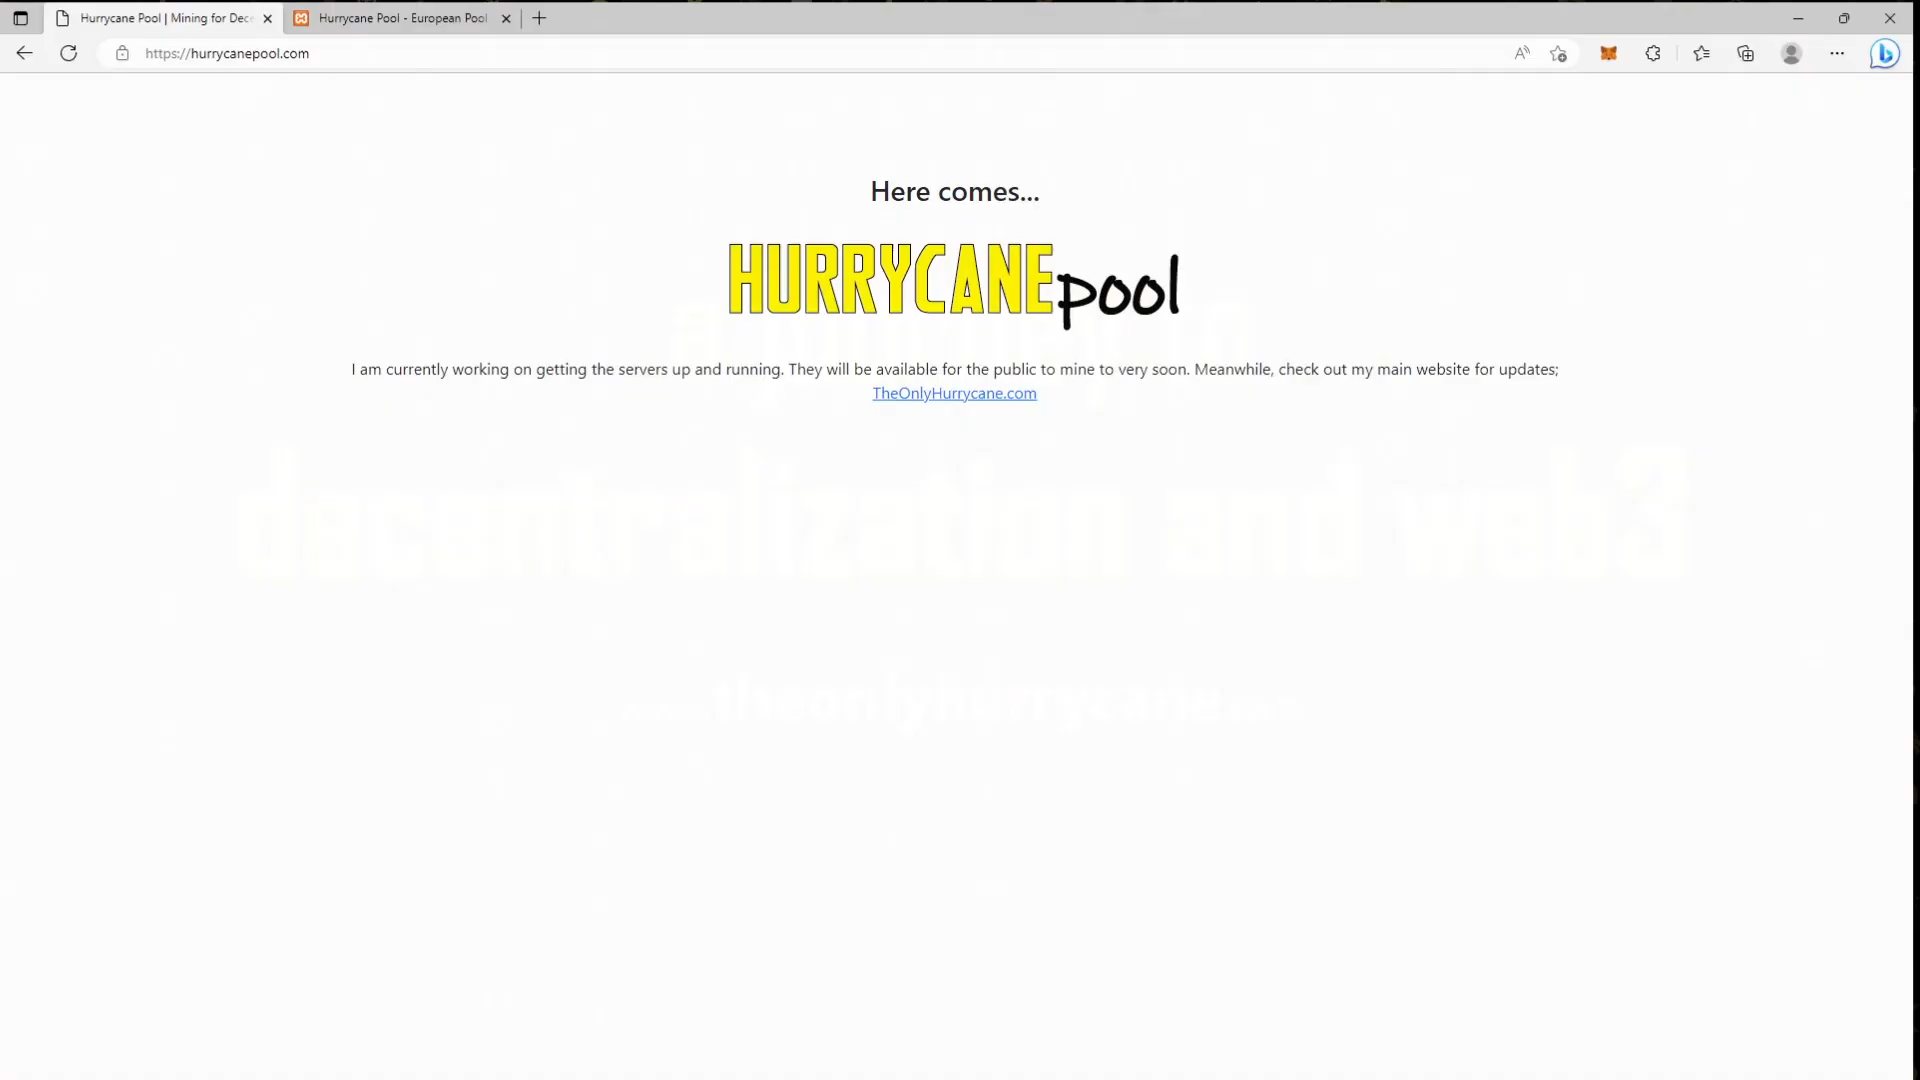 Hurrycane Pool | Mining for Dece
Hurrycane Pool - European Pool
https://hurrycanepool.com
Here comes...
HURRYCANEpool
I am currently working on getting the servers up and running. They will be available for the public to mine to very soon. Meanwhile, check out my main website for updates;
TheOnlyHurrycane.com
decentralization and web3
theonlyhurrycane